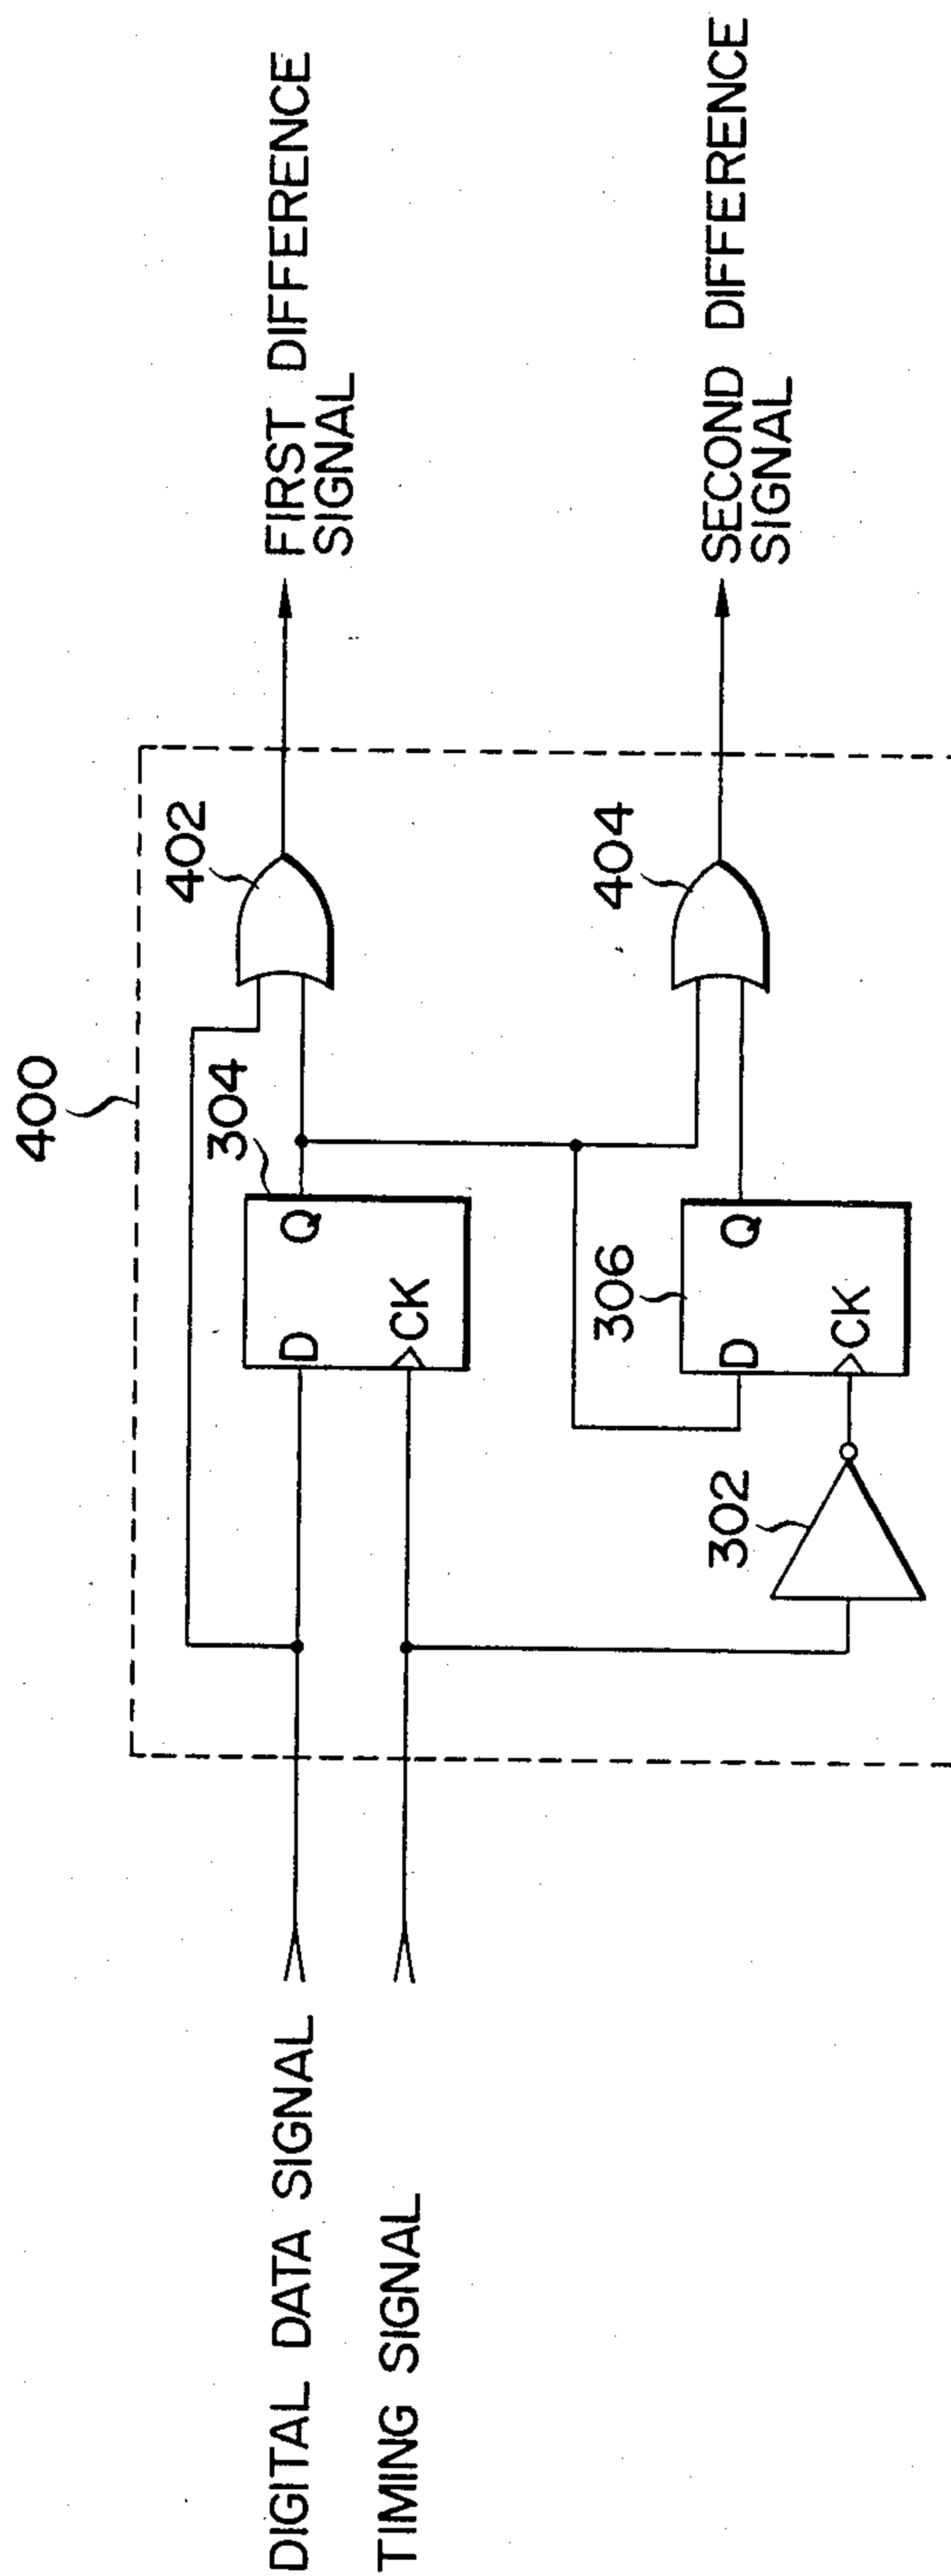 400
DIGITAL DATA SIGNAL
TIMING SIGNAL
304
D
Q
CK
402
FIRST DIFFERENCE
SIGNAL
302
306
D
Q
CK
404
SECOND DIFFERENCE
SIGNAL